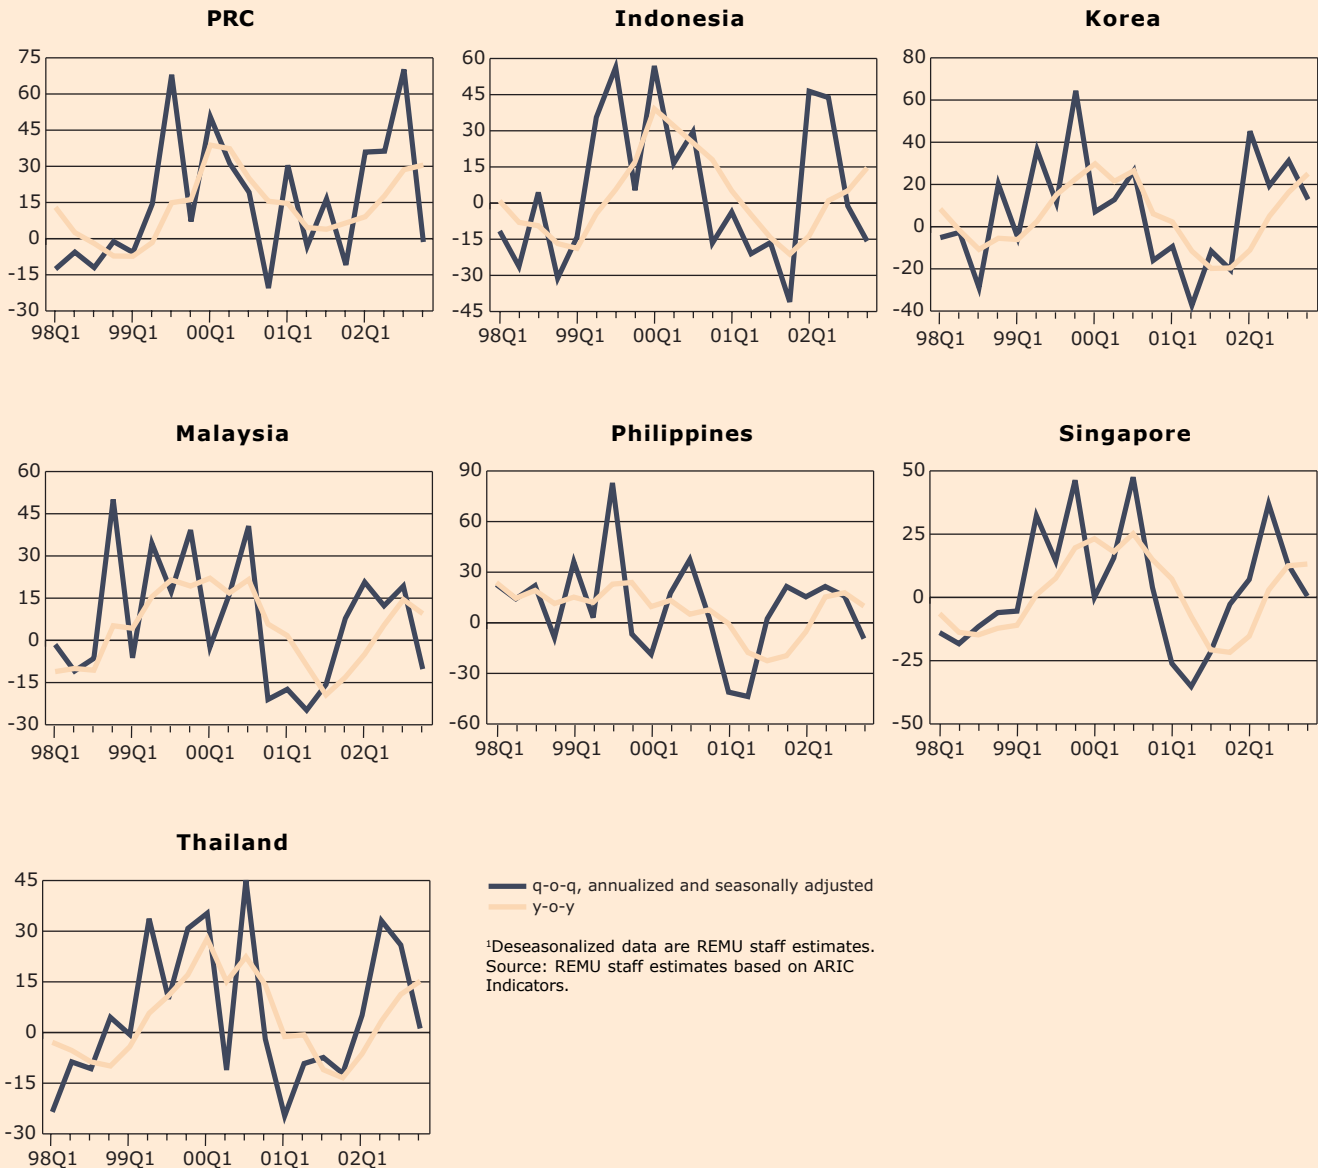 PRC
75
60
45
30
15
0
-15
-30
98Q1 99Q1 00Q1 01Q1 02Q1
Indonesia
60
45
30
15
0
-15
-30
-45
98Q1 99Q1 00Q1 01Q1 02Q1
Korea
80
60
40
20
0
-20
-40
98Q1 99Q1 00Q1 01Q1 02Q1
Malaysia
60
45
30
15
0
-15
-30
98Q1 99Q1 00Q1 01Q1 02Q1
Philippines
90
60
30
0
-30
-60
98Q1 99Q1 00Q1 01Q1 02Q1
Singapore
50
25
0
-25
-50
98Q1 99Q1 00Q1 01Q1 02Q1
Thailand
45
30
15
0
-15
-30
98Q1 99Q1 00Q1 01Q1 02Q1
q-o-q, annualized and seasonally adjusted
y-o-y
¹Deseasonalized data are REMU staff estimates.
Source: REMU staff estimates based on ARIC
Indicators.